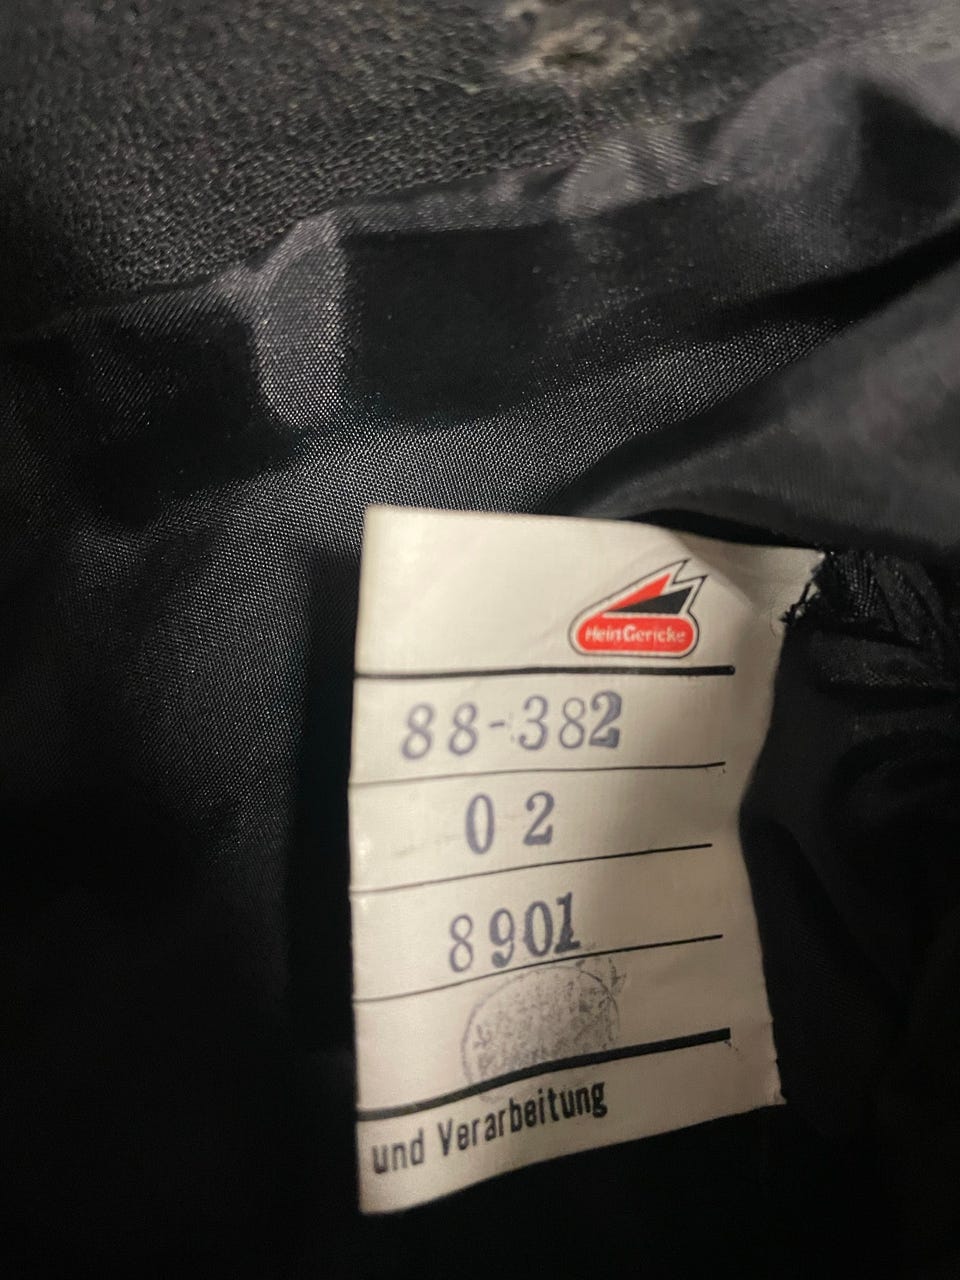 HeinGericke
88-382
02
8901
und Verarbeitung